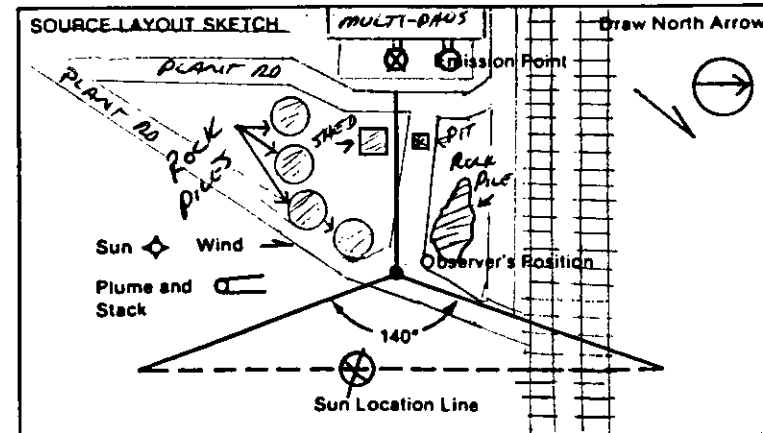 SOURCE LAYOUT SKETCH
MULTI-PAUS
Draw North Arrow
Emission Point
PLANT RD
PLANT RD
SHED
PIT
ROCK PILES
ROCK PILE
Sun
Wind
Observer's Position
Plume and
Stack
140°
Sun Location Line